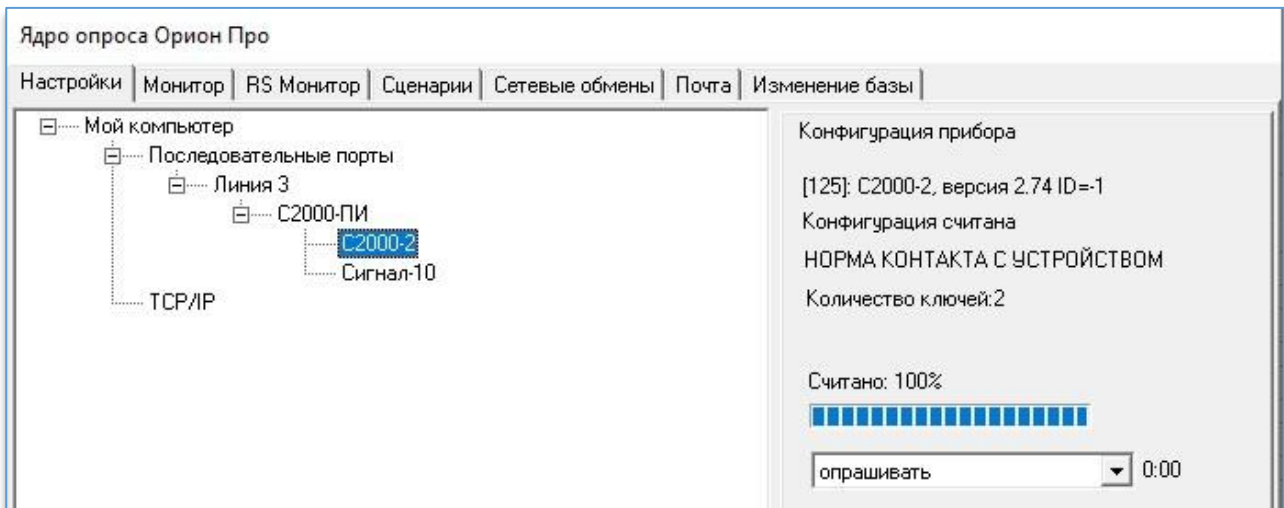 Ядро опроса Орион Про
Настройки Монитор RS Монитор Сценарии Сетевые обмены Почта Изменение базы
Мой компьютер
Последовательные порты
Линия 3
С2000-ПИ
С2000-2
Сигнал-10
TCP/IP
Конфигурация прибора
[125]: С2000-2, версия 2.74 ID=-1
Конфигурация считана
НОРМА КОНТАКТА С УСТРОЙСТВОМ
Количество ключей:2
Считано: 100%
опрашивать 0:00